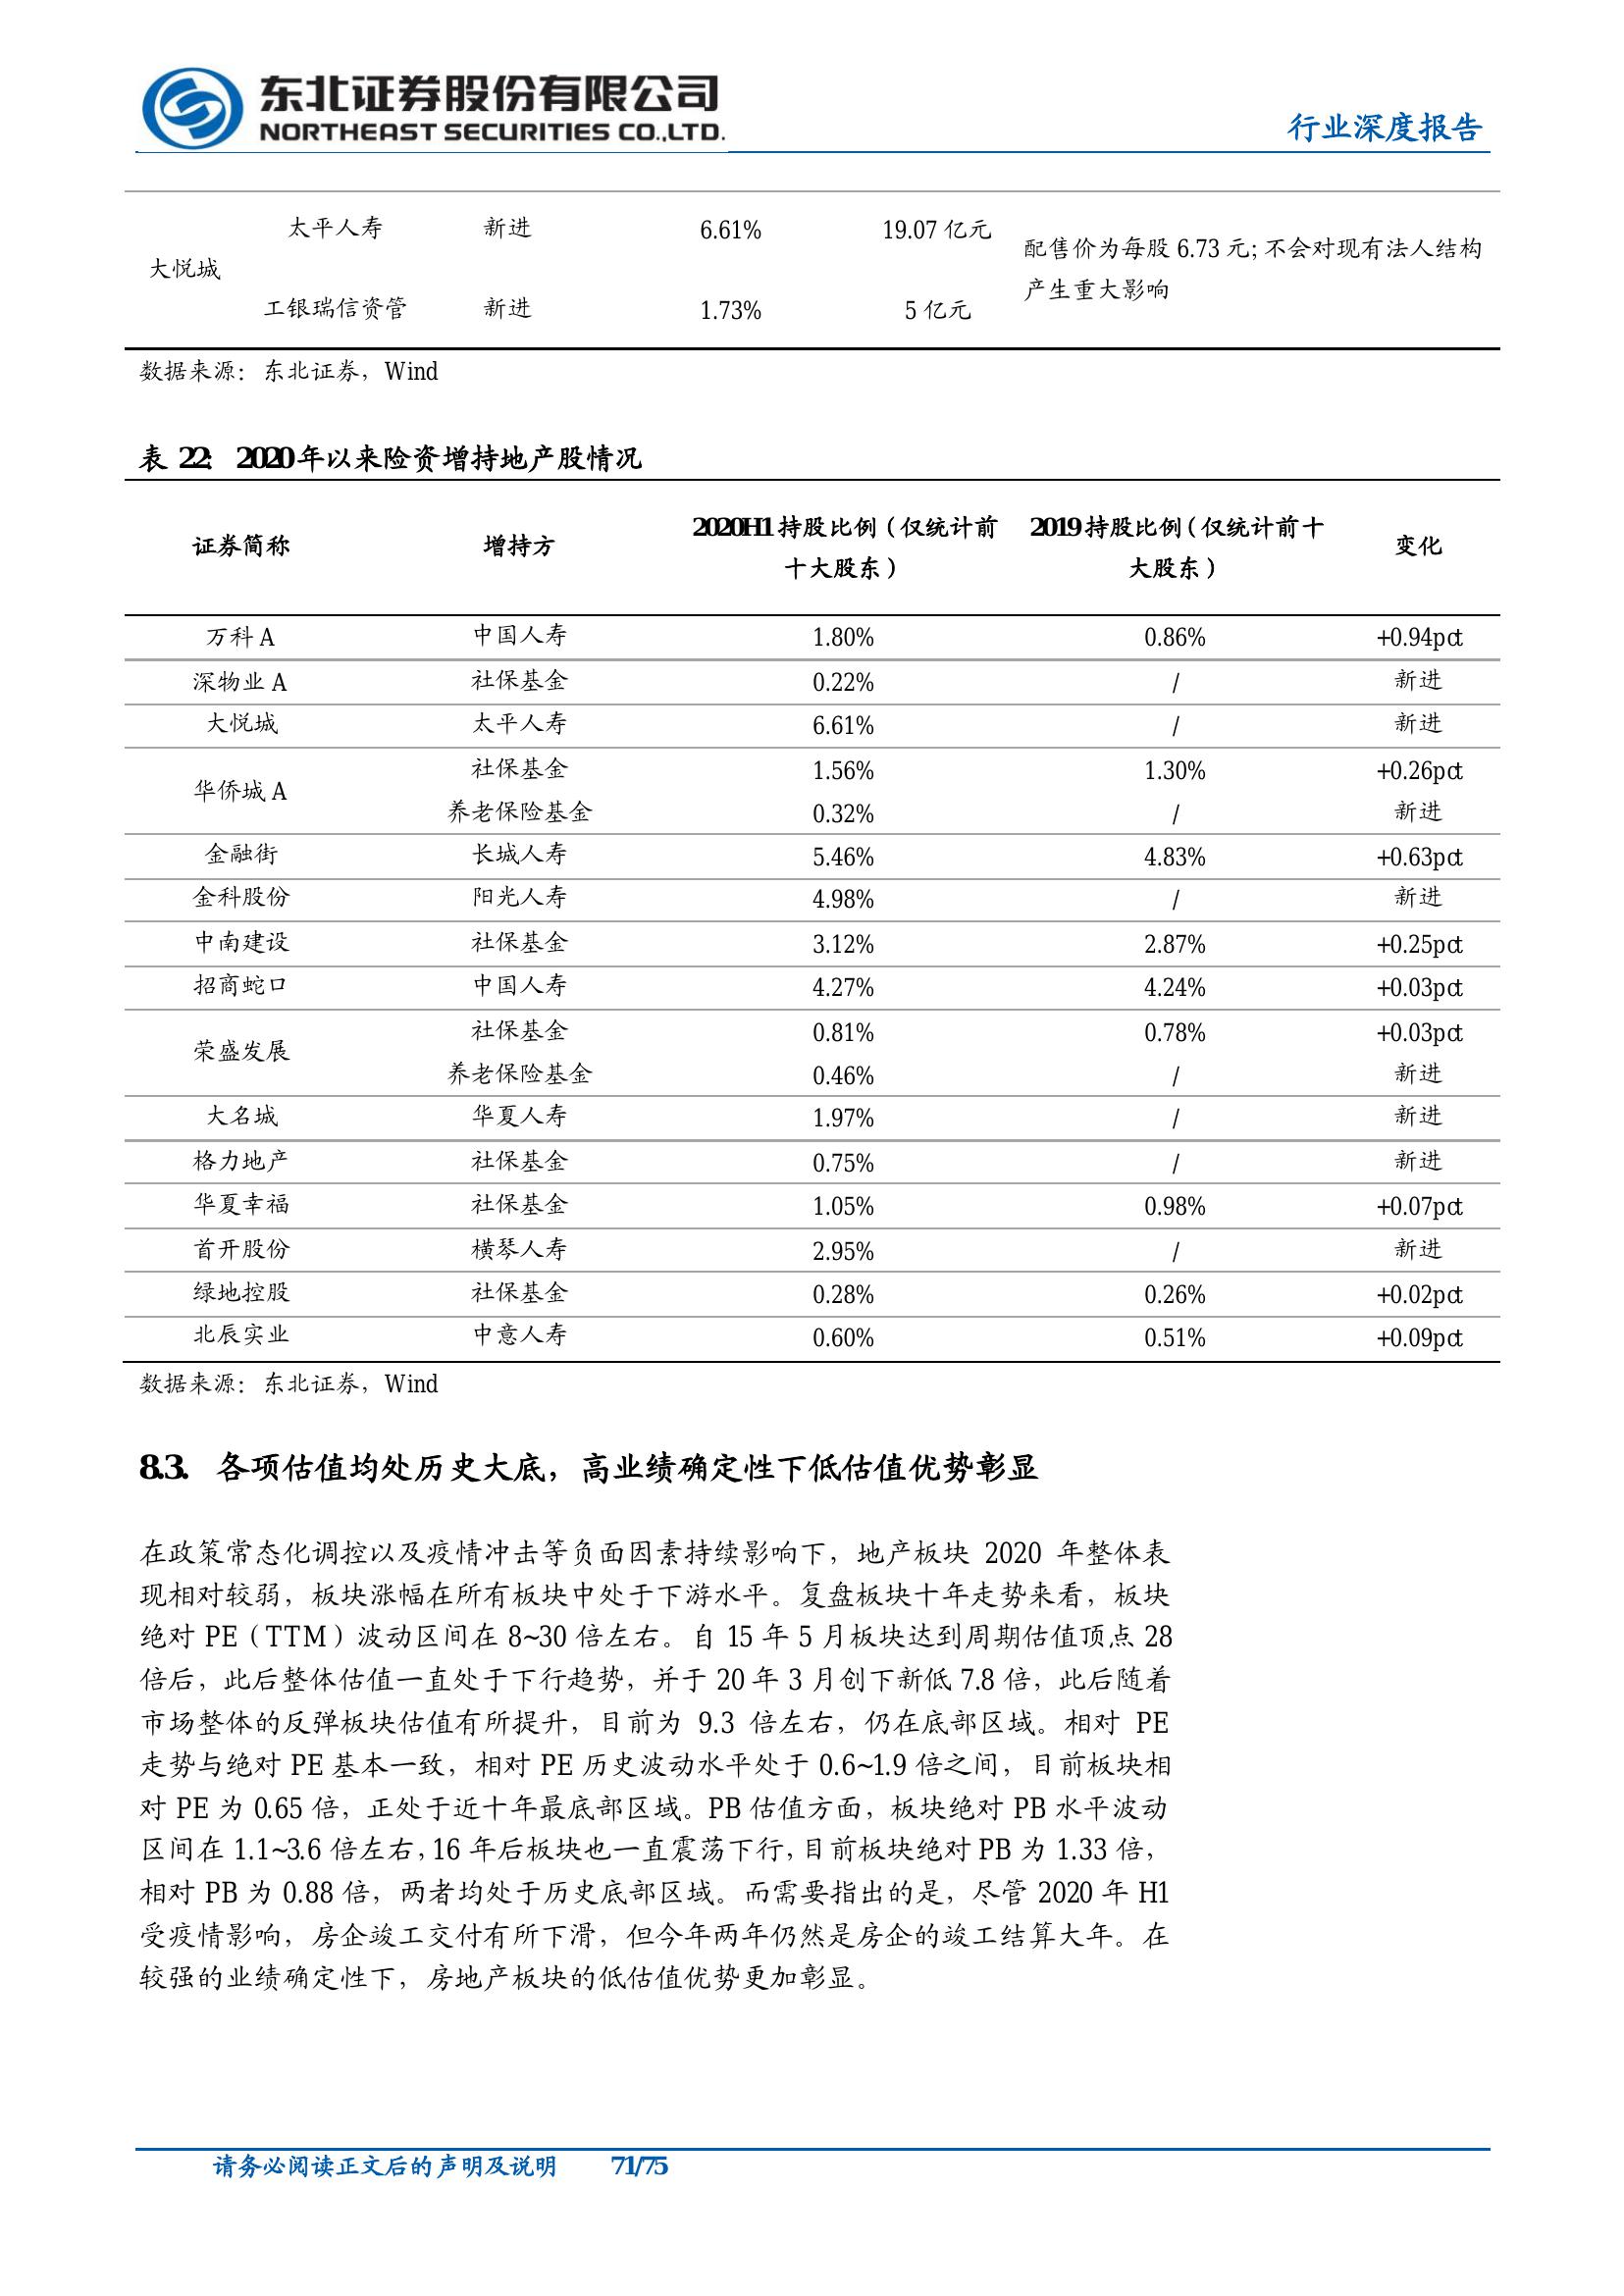 东北证券股份有限公司
NORTHEAST SECURITIES CO.,LTD.
行业深度报告
大悦城 太平人寿 新进 6.61% 19.07 亿元 配售价为每股 6.73 元;不会对现有法人结构产生重大影响
工银瑞信资管 新进 1.73% 5 亿元
数据来源：东北证券，Wind
表 22: 2020 年以来险资增持地产股情况
证券简称 增持方 2020H1 持股比例（仅统计前十大股东） 2019 持股比例（仅统计前十大股东） 变化
万科 A 中国人寿 1.80% 0.86% +0.94pct
深物业 A 社保基金 0.22% / 新进
大悦城 太平人寿 6.61% / 新进
华侨城 A 社保基金 1.56% 1.30% +0.26pct
养老保险基金 0.32% / 新进
金融街 长城人寿 5.46% 4.83% +0.63pct
金科股份 阳光人寿 4.98% / 新进
中南建设 社保基金 3.12% 2.87% +0.25pct
招商蛇口 中国人寿 4.27% 4.24% +0.03pct
荣盛发展 社保基金 0.81% 0.78% +0.03pct
养老保险基金 0.46% / 新进
大名城 华夏人寿 1.97% / 新进
格力地产 社保基金 0.75% / 新进
华夏幸福 社保基金 1.05% 0.98% +0.07pct
首开股份 横琴人寿 2.95% / 新进
绿地控股 社保基金 0.28% 0.26% +0.02pct
北辰实业 中意人寿 0.60% 0.51% +0.09pct
数据来源：东北证券，Wind
8.3. 各项估值均处历史大底，高业绩确定性下低估值优势彰显
在政策常态化调控以及疫情冲击等负面因素持续影响下，地产板块 2020 年整体表
现相对较弱，板块涨幅在所有板块中处于下游水平。复盘板块十年走势来看，板块
绝对 PE（TTM）波动区间在 8~30 倍左右。自 15 年 5 月板块达到周期估值顶点 28
倍后，此后整体估值一直处于下行趋势，并于 20 年 3 月创下新低 7.8 倍，此后随着
市场整体的反弹板块估值有所提升，目前为 9.3 倍左右，仍在底部区域。相对 PE
走势与绝对 PE 基本一致，相对 PE 历史波动水平处于 0.6~1.9 倍之间，目前板块相
对 PE 为 0.65 倍，正处于近十年最底部区域。PB 估值方面，板块绝对 PB 水平波动
区间在 1.1~3.6 倍左右，16 年后板块也一直震荡下行，目前板块绝对 PB 为 1.33 倍，
相对 PB 为 0.88 倍，两者均处于历史底部区域。而需要指出的是，尽管 2020 年 H1
受疫情影响，房企竣工交付有所下滑，但今年两年仍然是房企的竣工结算大年。在
较强的业绩确定性下，房地产板块的低估值优势更加彰显。
请务必阅读正文后的声明及说明 71/75